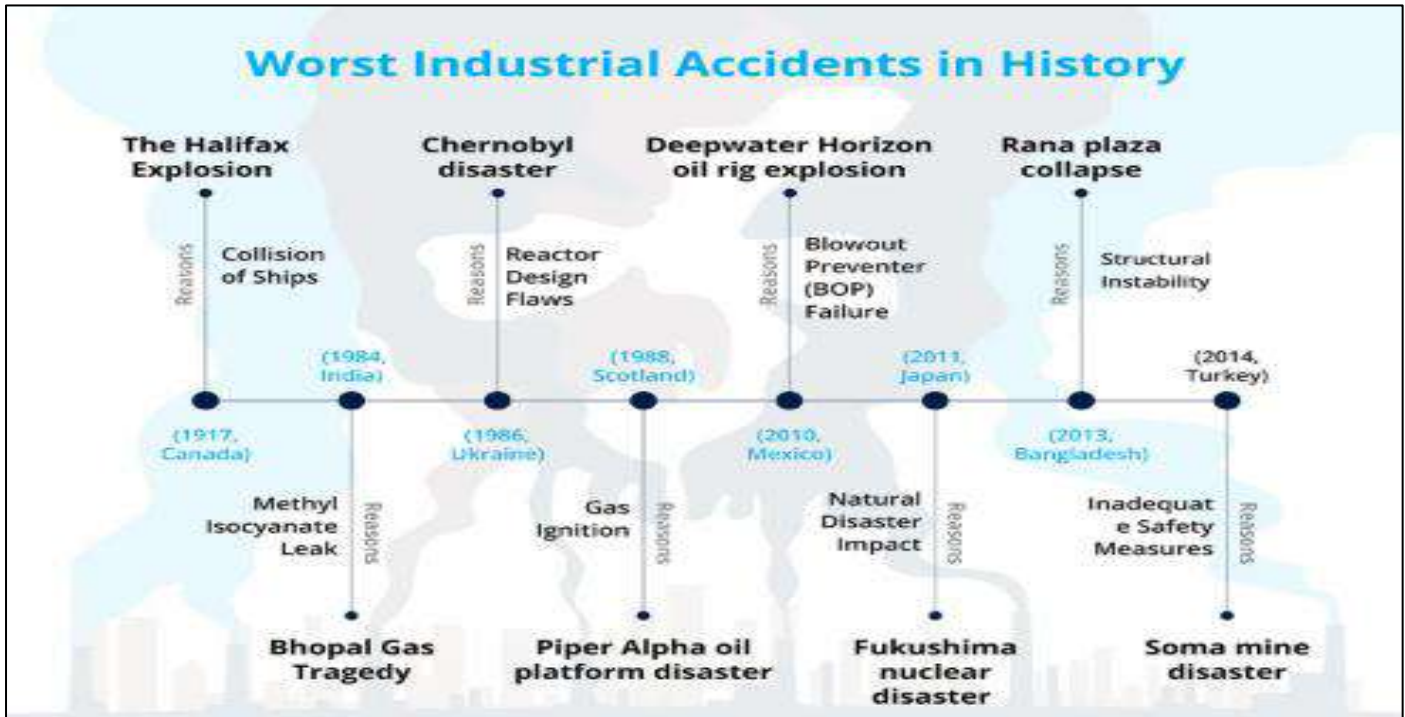 Worst Industrial Accidents in History
The Halifax
Explosion
Reasons
Collision
of Ships
(1917,
Canada)
(1984,
India)
Methyl
Isocyanate
Leak
Reasons
Bhopal Gas
Tragedy
Chernobyl
disaster
Reasons
Reactor
Design
Flaws
(1986,
Ukraine)
(1988,
Scotland)
Gas
Ignition
Reasons
Piper Alpha oil
platform disaster
Deepwater Horizon
oil rig explosion
Reasons
Blowout
Preventer
(BOP)
Failure
(2010,
Mexico)
(2011,
Japan)
Natural
Disaster
Impact
Reasons
Fukushima
nuclear
disaster
Rana plaza
collapse
Reasons
Structural
Instability
(2013,
Bangladesh)
(2014,
Turkey)
Inadequat
e Safety
Measures
Reasons
Soma mine
disaster